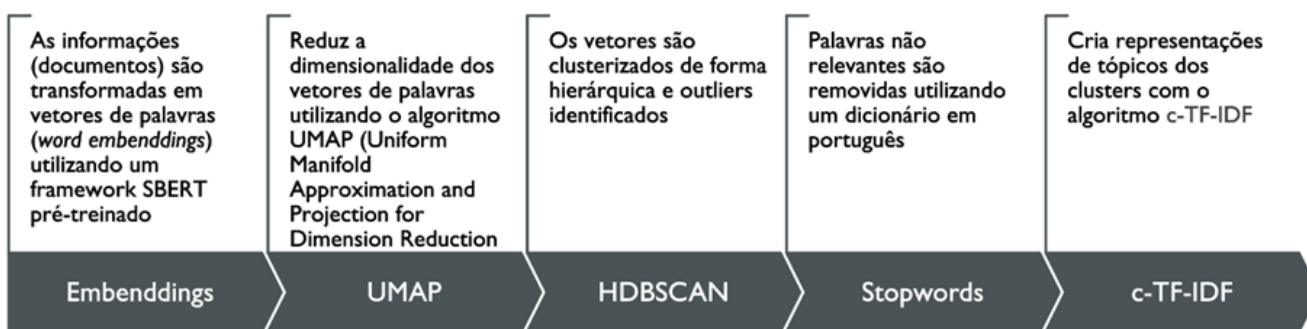 As informações
(documentos) são
transformadas em
vetores de palavras
(word embenddings)
utilizando um
framework SBERT
pré-treinado
Reduz a
dimensionalidade dos
vetores de palavras
utilizando o algoritmo
UMAP (Uniform
Manifold
Approximation and
Projection for
Dimension Reduction
Os vetores são
clusterizados de forma
hierárquica e outliers
identificados
Palavras não
relevantes são
removidas utilizando
um dicionário em
português
Cria representações
de tópicos dos
clusters com o
algoritmo c-TF-IDF
Embenddings
UMAP
HDBSCAN
Stopwords
c-TF-IDF